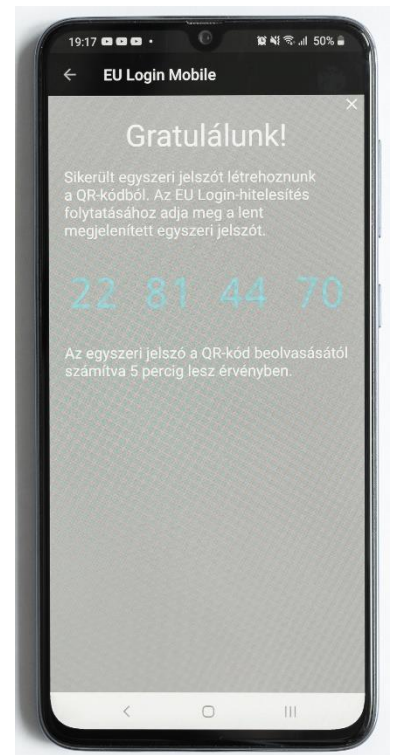 19:17 50%
EU Login Mobile
Gratulálunk!
Sikerült egyszeri jelszót létrehoznunk
a QR-kódból. Az EU Login-hitelesítés
folytatásához adja meg a lent
megjelenített egyszeri jelszót.
22 81 44 70
Az egyszeri jelszó a QR-kód beolvasásától
számítva 5 percig lesz érvényben.